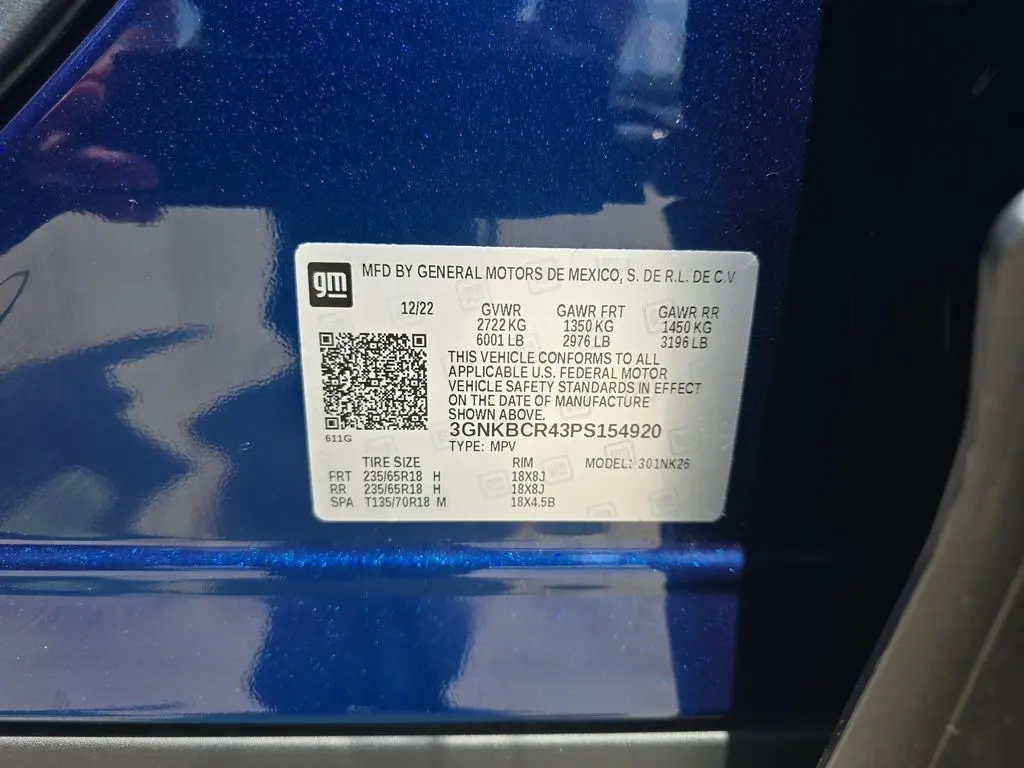 gm
MFD BY GENERAL MOTORS DE MEXICO, S. DE R.L. DE C.V.
12/22 GVWR GAWR FRT GAWR RR
2722 KG 1350 KG 1450 KG
6001 LB 2976 LB 3196 LB
THIS VEHICLE CONFORMS TO ALL
APPLICABLE U.S. FEDERAL MOTOR
VEHICLE SAFETY STANDARDS IN EFFECT
ON THE DATE OF MANUFACTURE
SHOWN ABOVE.
3GNKBCR43PS154920
611G
TYPE: MPV
TIRE SIZE RIM MODEL: 301NK26
FRT 235/65R18 H 18X8J
RR 235/65R18 H 18X8J
SPA T135/70R18 M 18X4.5B